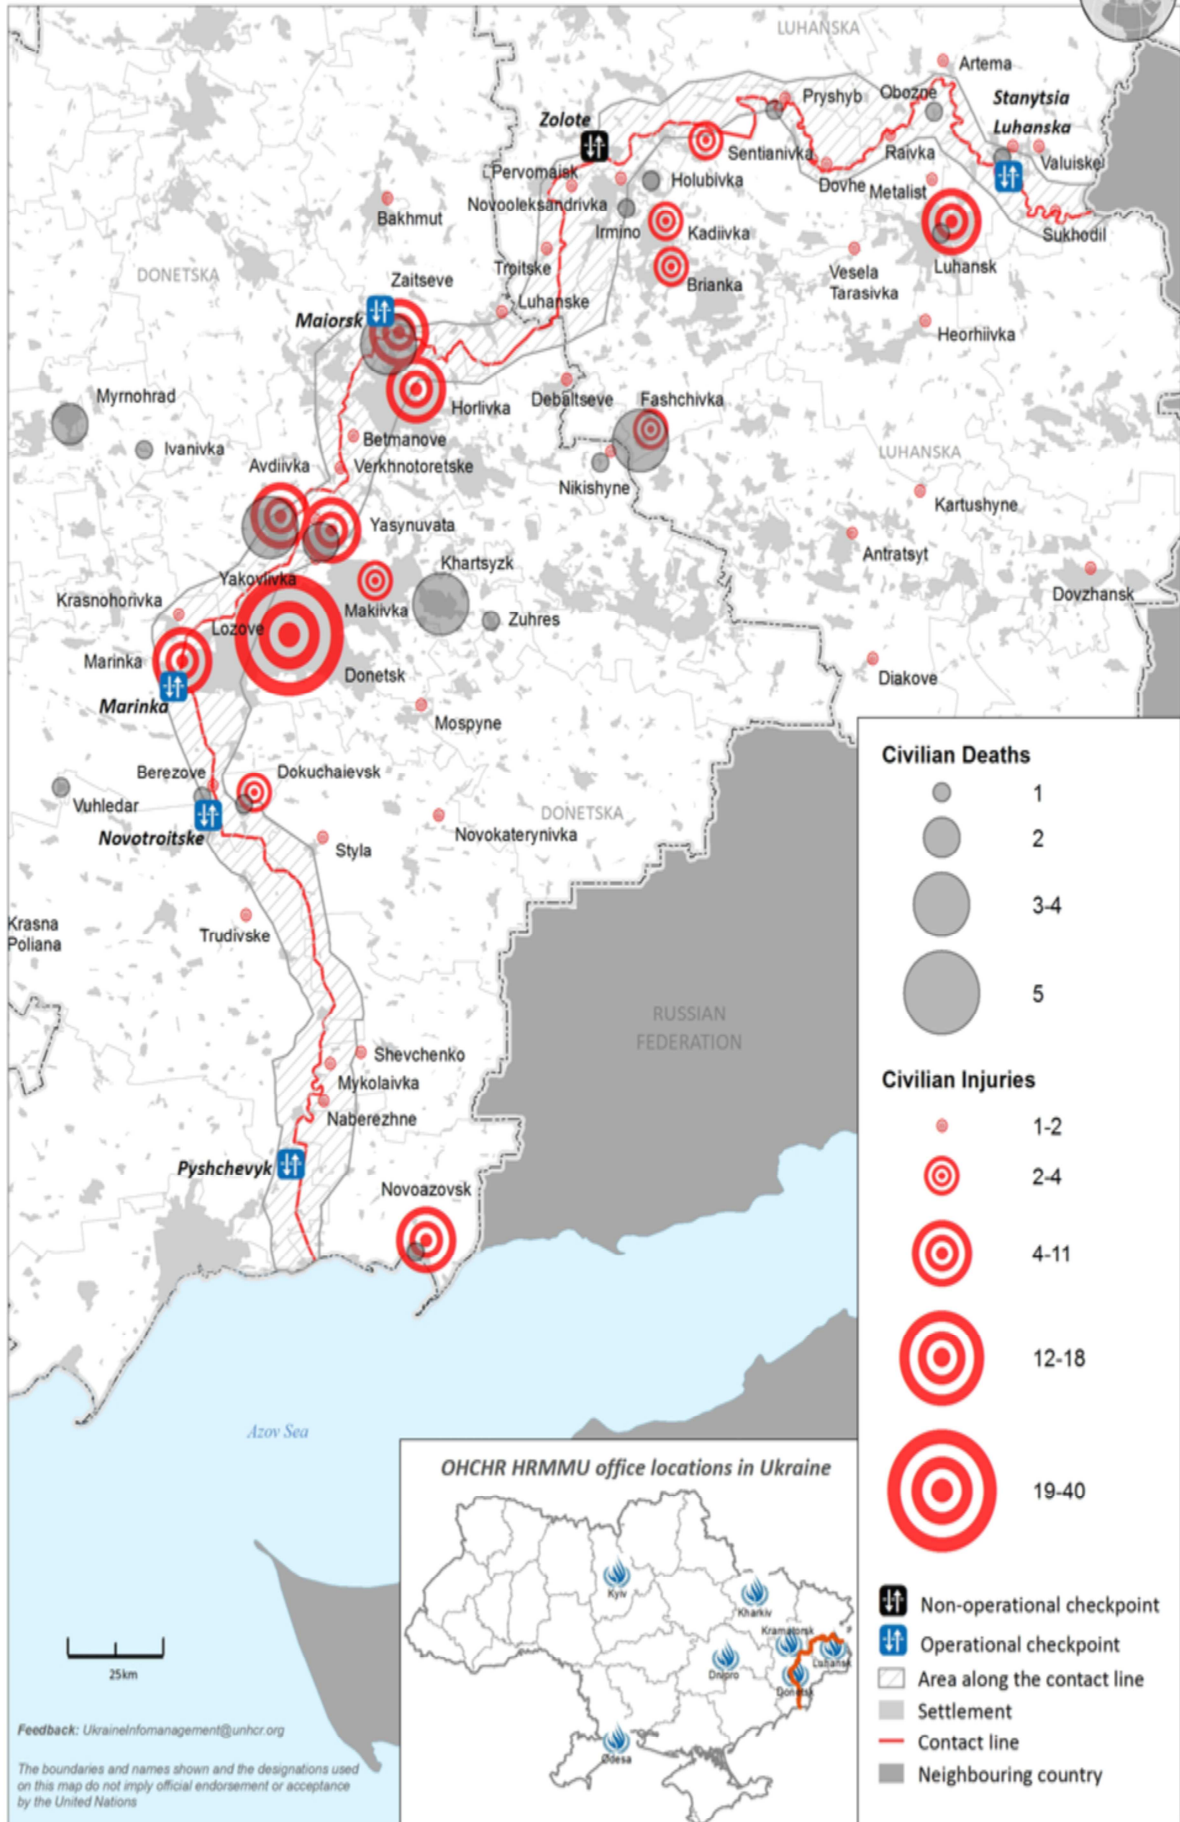 LUHANSKA
Artema
Pryshyb
Obozne
Stanytsia
Luhanska
Zolote
Sentianivka
Raivka
Valuiske
Pervomaisk
Holubivka
Dovhe
Metalist
Novooleksandrivka
Bakhmut
Irmino
Kadiivka
Sukhodil
Troitske
Luhansk
DONETSKA
Zaitseve
Brianka
Vesela
Tarasivka
Luhanske
Maiorsk
Heorhiivka
Myrnohrad
Debaltseve
Fashchivka
Horlivka
Betmanove
Ivanivka
LUHANSKA
Avdiivka
Verkhnotoretske
Nikishyne
Kartushyne
Yasynuvata
Antratsyt
Khartsyzk
Yakovlivka
Dovzhansk
Krasnohorivka
Makiivka
Zuhres
Lozove
Marinka
Donetsk
Diakove
Marinka
Mospyne
Berezove
Dokuchaievsk
Vuhledar
DONETSKA
Novotroitske
Novokaterynivka
Styla
Krasna
Poliana
Trudivske
RUSSIAN
FEDERATION
Shevchenko
Mykolaivka
Naberezhne
Pyshchevyk
Novoazovsk
Azov Sea
Civilian Deaths
1
2
3-4
5
Civilian Injuries
1-2
2-4
4-11
12-18
19-40
Non-operational checkpoint
Operational checkpoint
Area along the contact line
Settlement
Contact line
Neighbouring country
OHCHR HRMMU office locations in Ukraine
Kyiv
Kharkiv
Kramatorsk
Luhansk
Dnipro
Donetsk
Odesa
25km
Feedback: UkraineInfomanagement@unhcr.org
The boundaries and names shown and the designations used
on this map do not imply official endorsement or acceptance
by the United Nations